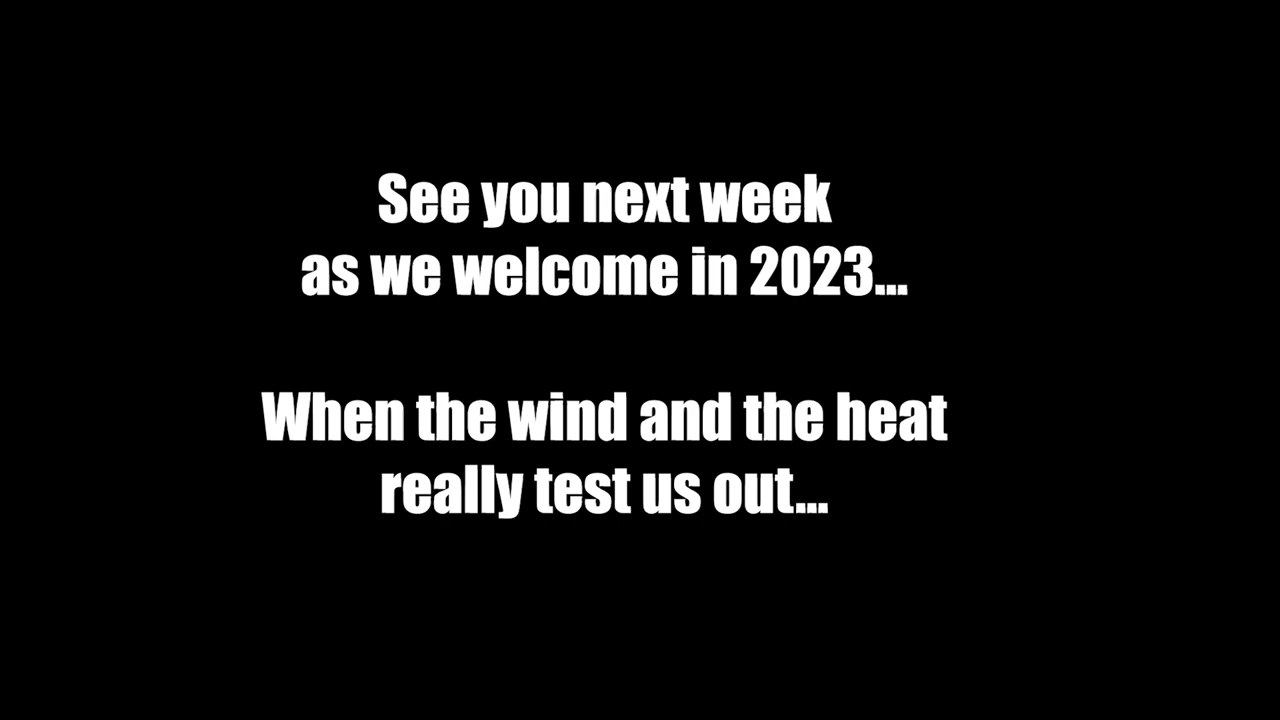 See you next week
as we welcome in 2023...
When the wind and the heat
really test us out...